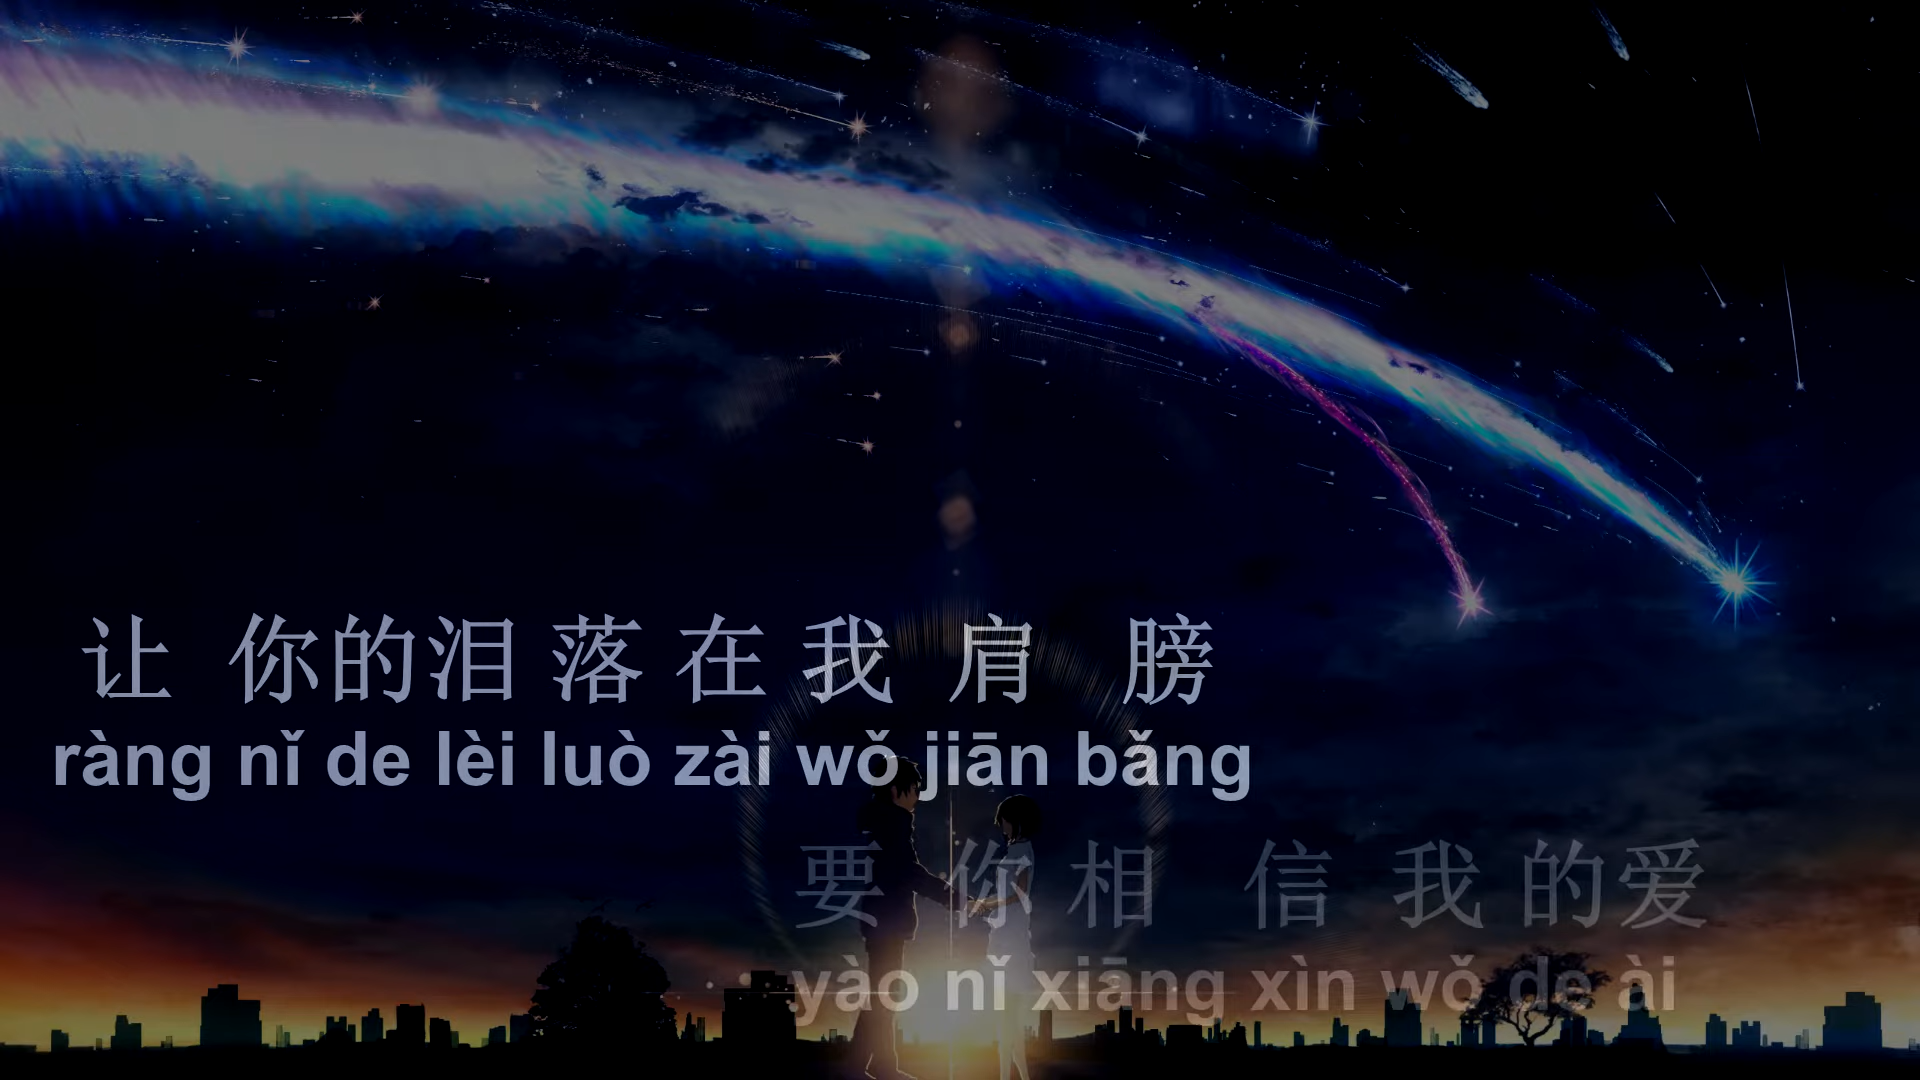 让 你的泪 落 在 我 肩 膀
ràng nǐ de lèi luò zài wǒ jiān bǎng
要 你 相 信 我 的爱
yào nǐ xiāng xìn wǒ de ài